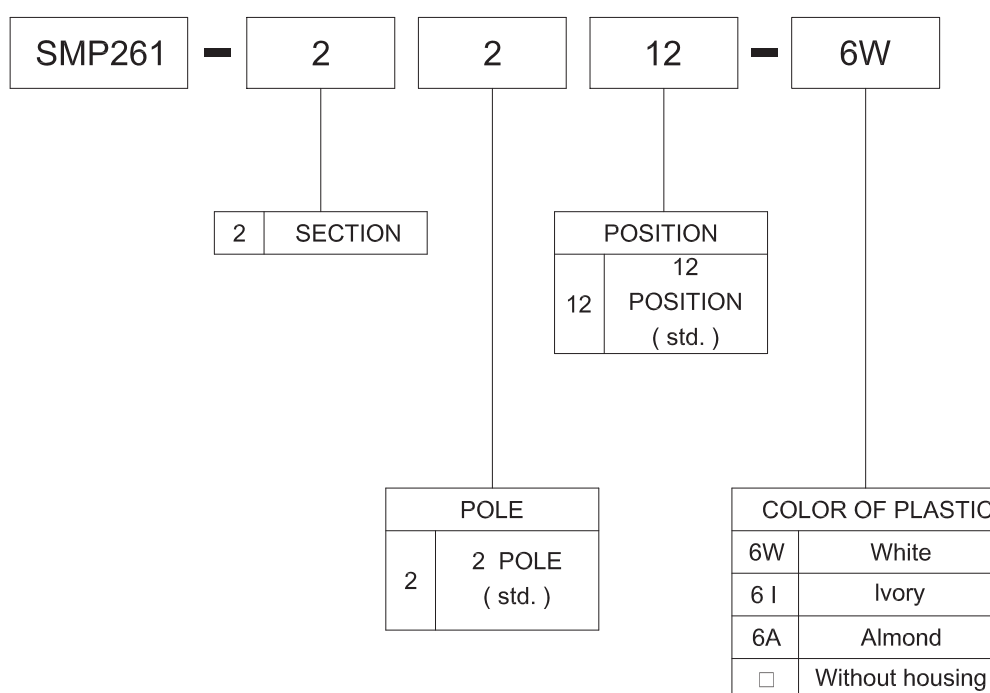 SMP261 - 2 2 12 - 6W
2 SECTION
POSITION
12
12 POSITION
( std. )
POLE
2 2 POLE
( std. )
COLOR OF PLASTIC
6W White
6 I Ivory
6A Almond
□ Without housing